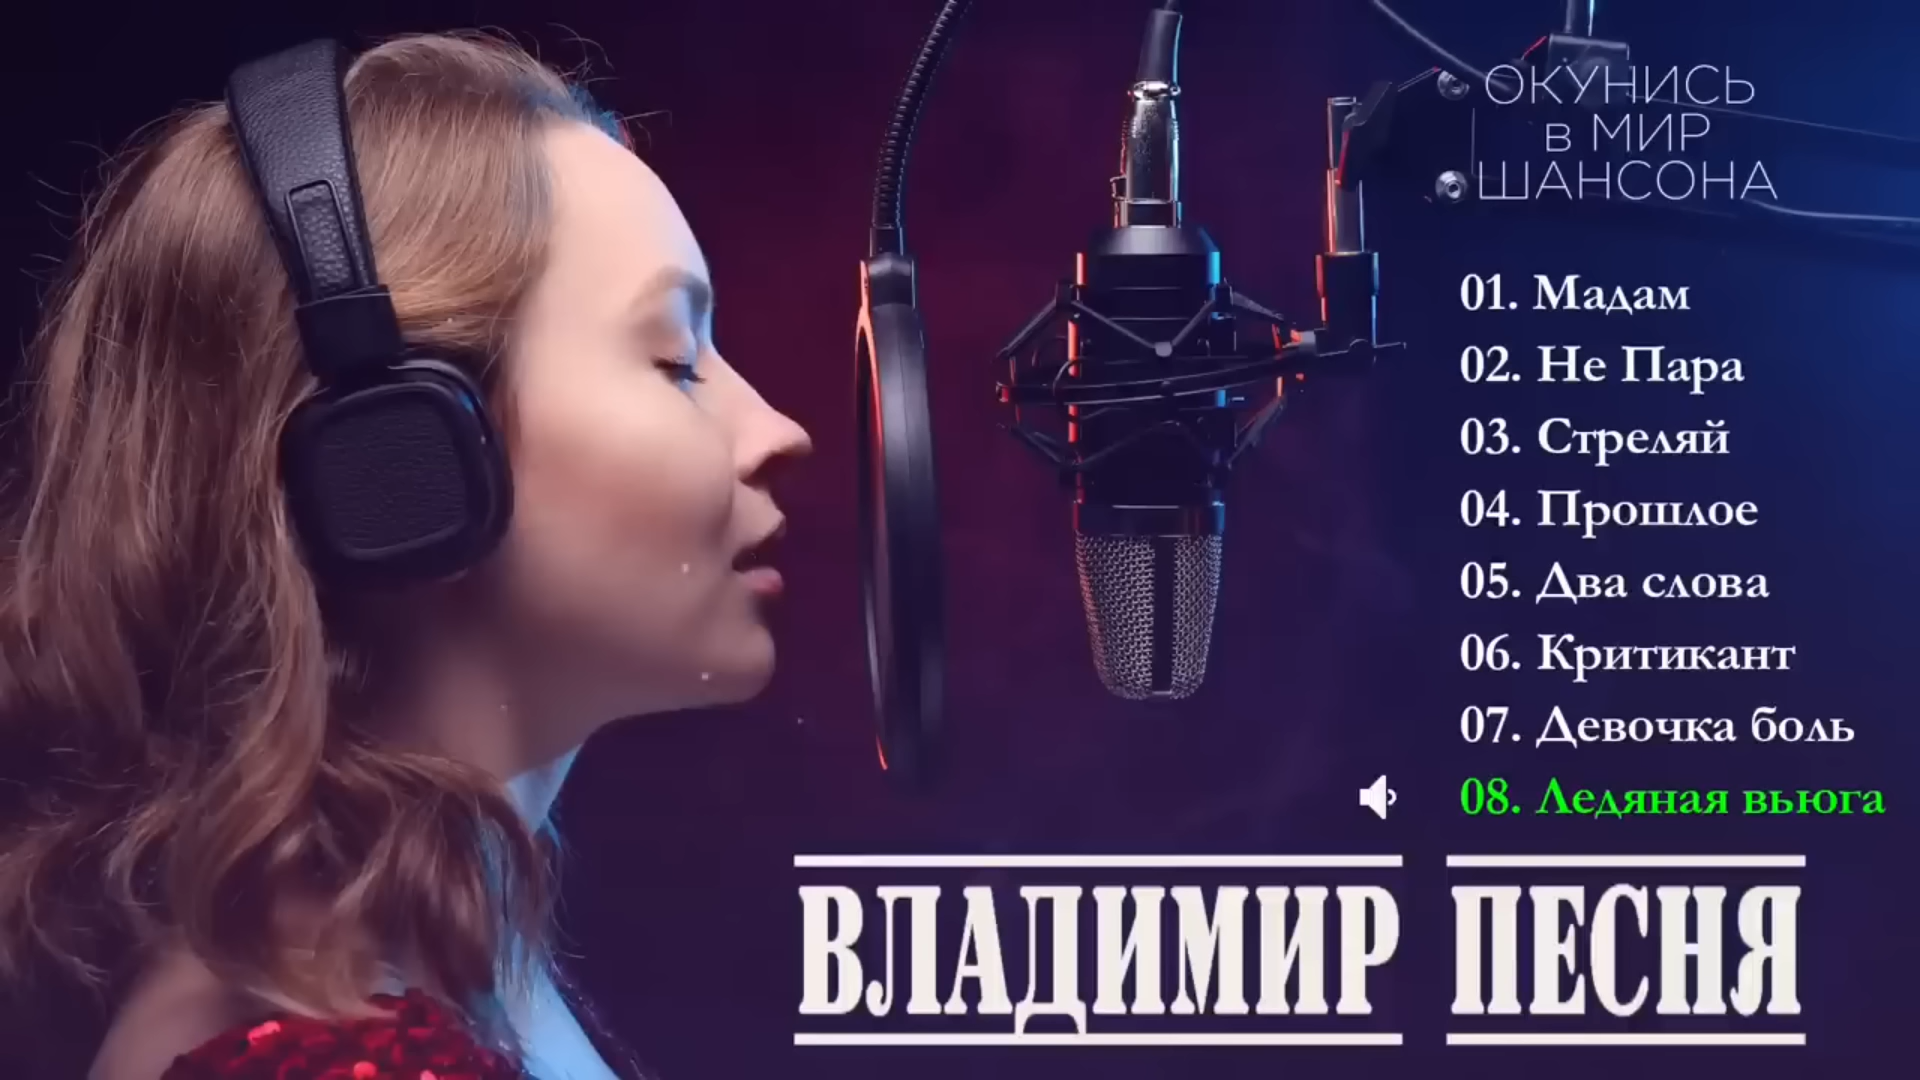 ОКУНИСЬ
в МИР
ШАНСОНА
01. Мадам
02. Не Пара
03. Стреляй
04. Прошлое
05. Два слова
06. Критикант
07. Девочка боль
08. Ледяная вьюга
ВЛАДИМИР ПЕСНЯ